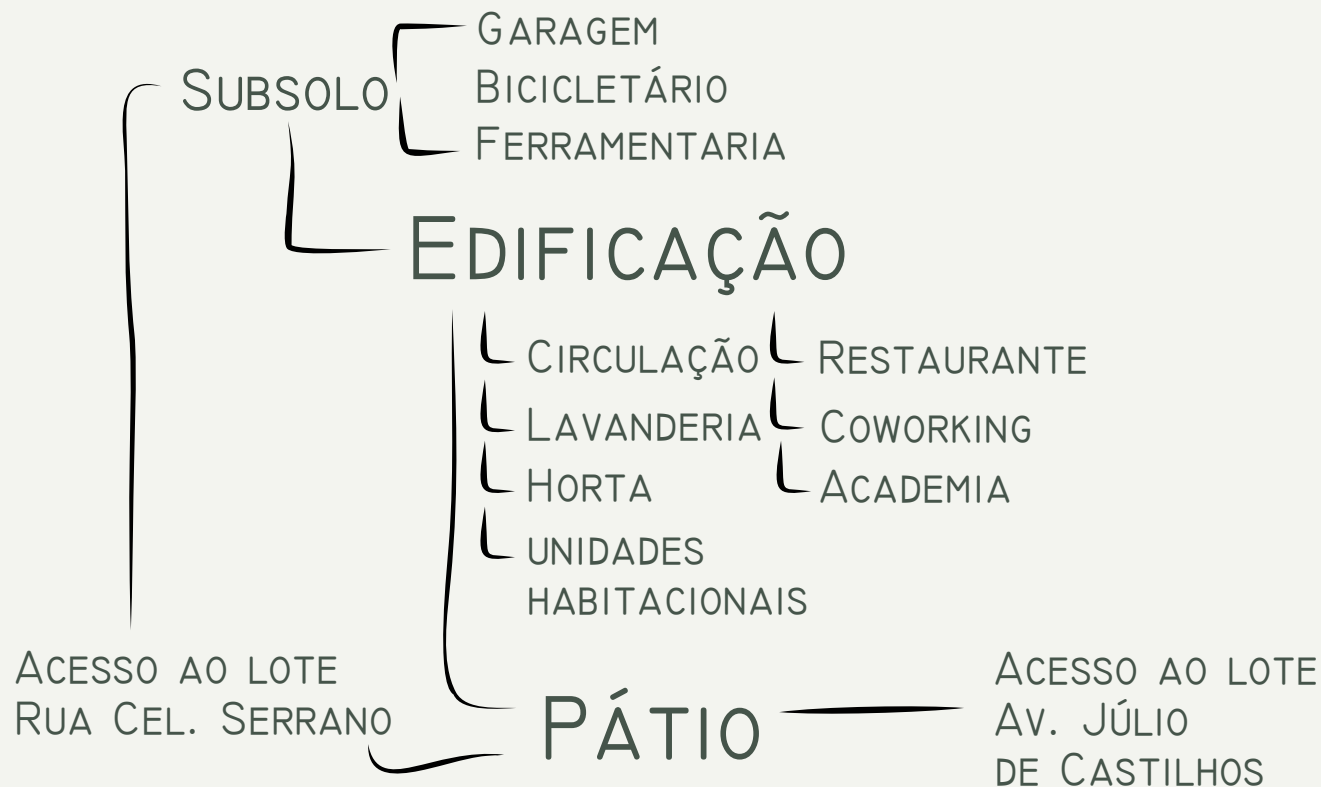 Garagem
Subsolo
Bicicletário
Ferramentaria
Edificação
Circulação
Restaurante
Lavanderia
Coworking
Horta
Academia
unidades
habitacionais
Acesso ao lote
Rua Cel. Serrano
Pátio
Acesso ao lote
Av. Júlio
de Castilhos